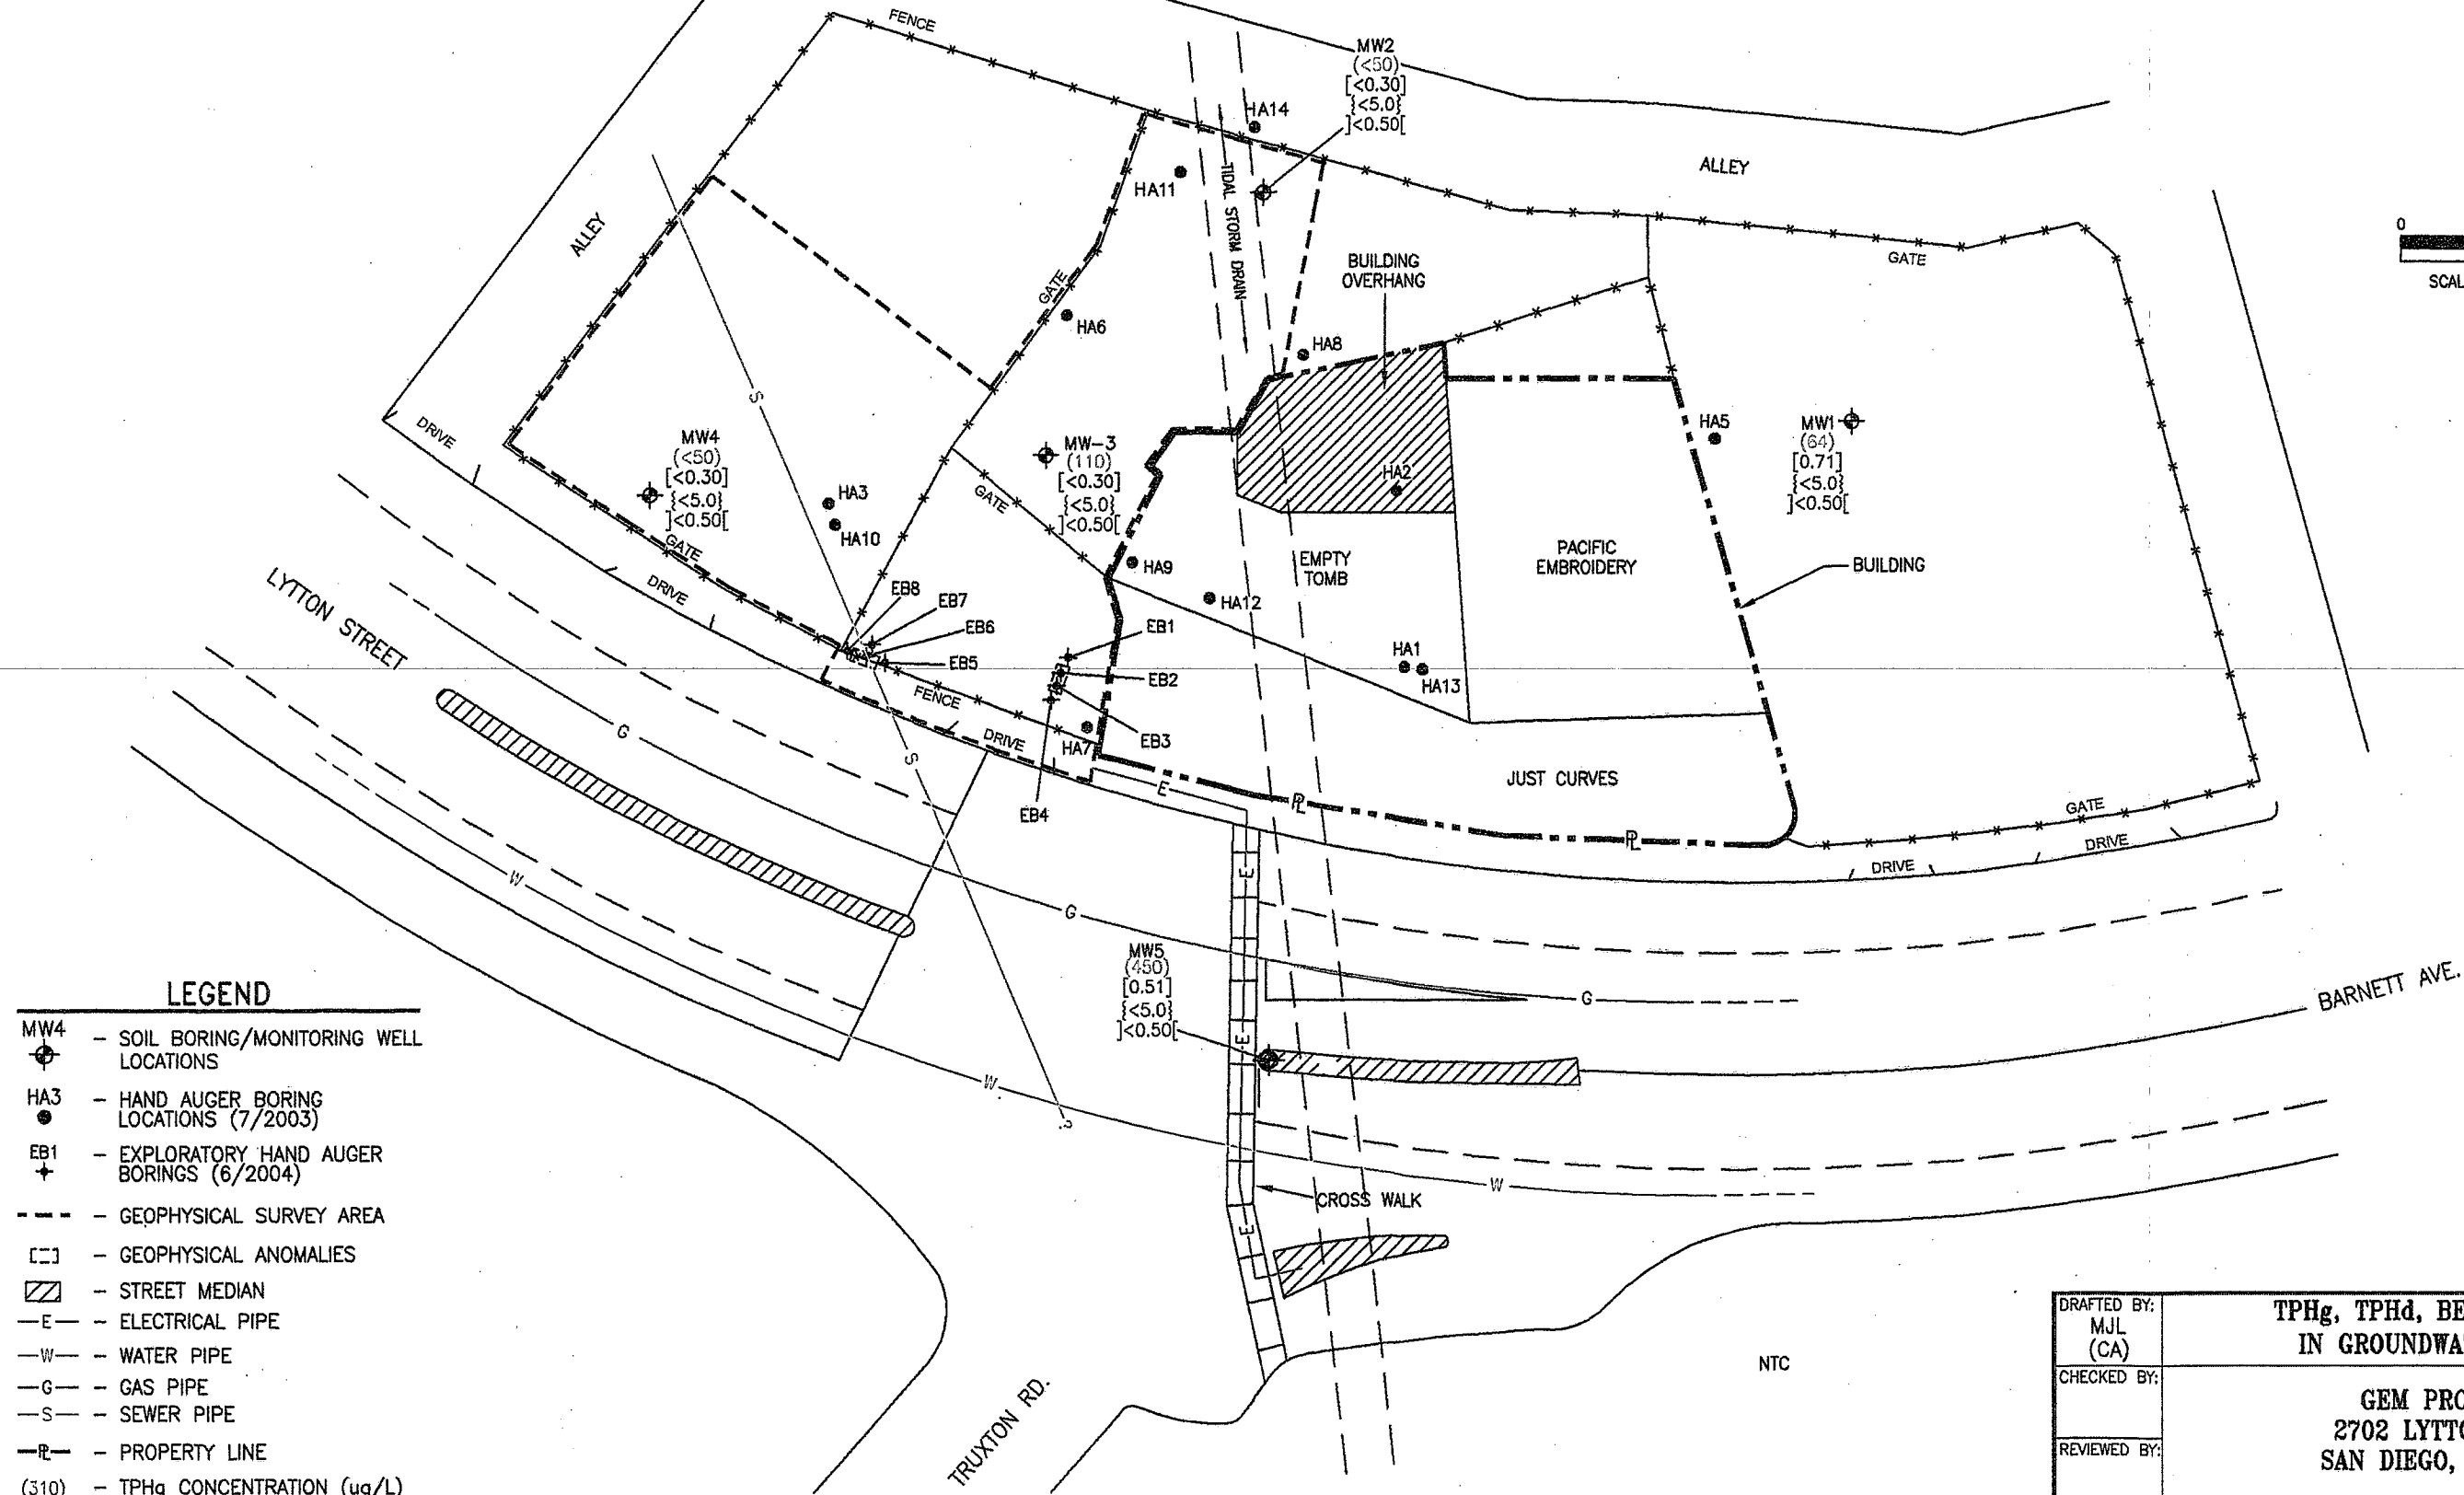 FENCE
MW2
(<50)
[<0.30]
{<5.0}
]<0.50[
HA14
ALLEY
HA11
TIDAL STORM DRAIN
ALLEY
GATE
HA6
BUILDING
OVERHANG
GATE
0
HA8
S
DRIVE
MW4
(<50)
[<0.30]
{<5.0}
]<0.50[
MW-3
(110)
[<0.30]
{<5.0}
]<0.50[
HA5
MW1
(64)
[0.71]
{<5.0}
]<0.50[
HA2
HA3
HA10
GATE
GATE
DRIVE
HA9
EMPTY
TOMB
PACIFIC
EMBROIDERY
BUILDING
LYTTON STREET
EB8
EB7
EB6
EB5
HA12
EB1
EB2
EB3
HA1
HA13
FENCE
DRIVE
HA7
EB4
G
S
E
JUST CURVES
PL
PL
GATE
DRIVE
DRIVE
W
E
G
MW5
(450)
[0.51]
{<5.0}
]<0.50[
G
E
BARNETT AVE.
W
?
W
CROSS WALK
E
TRUXTON RD.
NTC
LEGEND
MW4 – SOIL BORING/MONITORING WELL
LOCATIONS
HA3 – HAND AUGER BORING
LOCATIONS (7/2003)
EB1 – EXPLORATORY HAND AUGER
BORINGS (6/2004)
– GEOPHYSICAL SURVEY AREA
– GEOPHYSICAL ANOMALIES
– STREET MEDIAN
—E— – ELECTRICAL PIPE
—W— – WATER PIPE
—G— – GAS PIPE
—S— – SEWER PIPE
—PL— – PROPERTY LINE
(310) – TPHg CONCENTRATION (ug/L)
DRAFTED BY:
MJL
(CA)
CHECKED BY:
REVIEWED BY:
TPHg, TPHd, BE
IN GROUNDWA
GEM PRO
2702 LYTTO
SAN DIEGO,